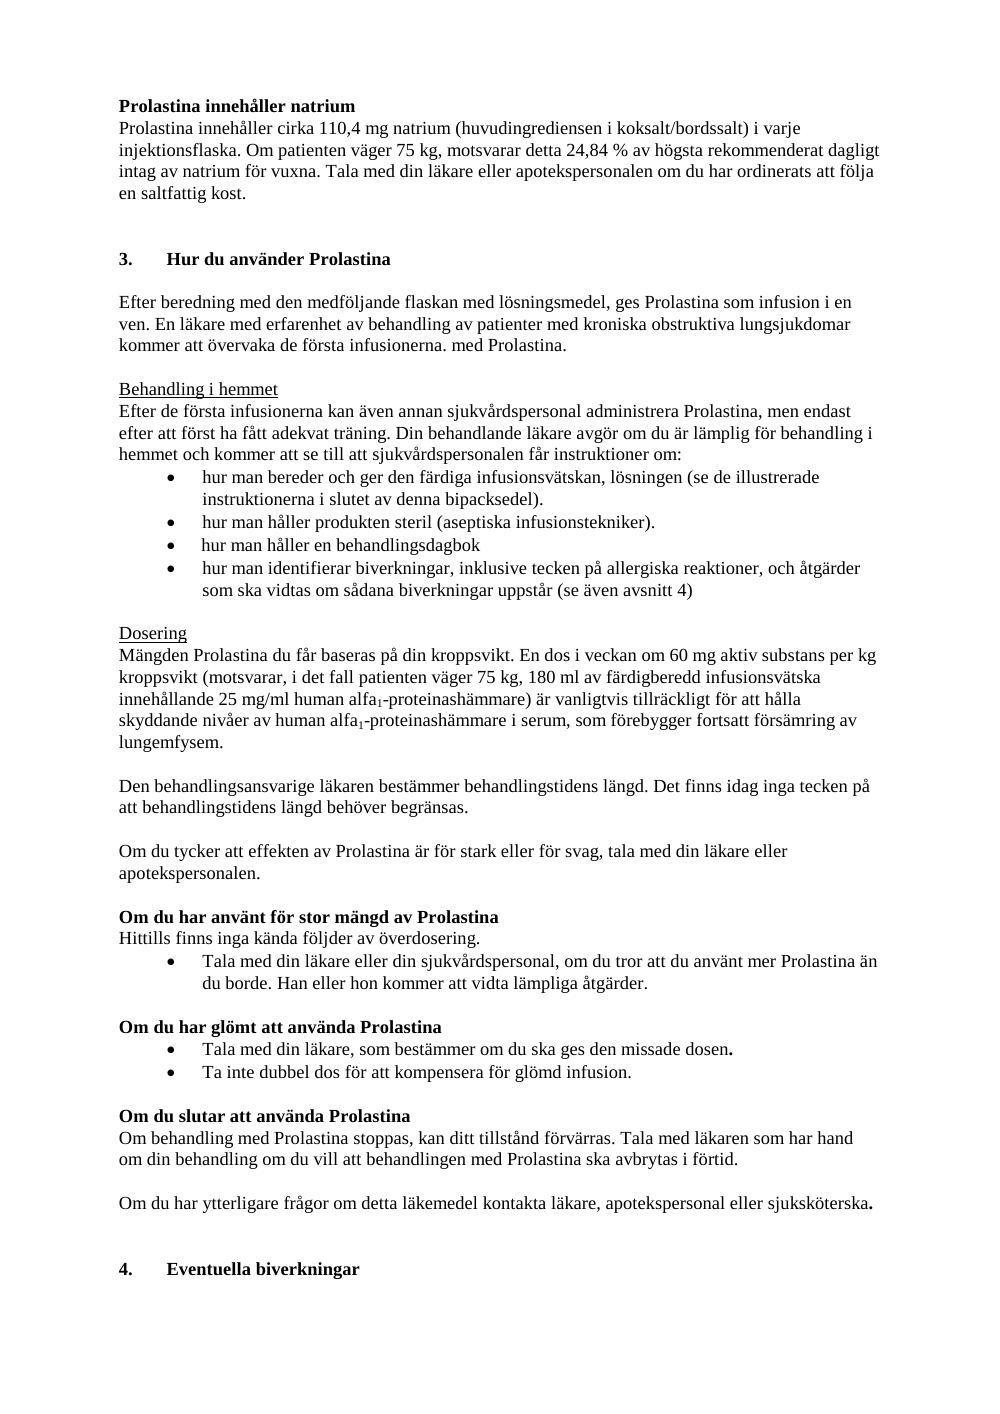 Prolastina innehåller natrium
Prolastina innehåller cirka 110,4 mg natrium (huvudingrediensen i koksalt/bordssalt) i varje
injektionsflaska. Om patienten väger 75 kg, motsvarar detta 24,84 % av högsta rekommenderat dagligt
intag av natrium för vuxna. Tala med din läkare eller apotekspersonalen om du har ordinerats att följa
en saltfattig kost.
3. Hur du använder Prolastina
Efter beredning med den medföljande flaskan med lösningsmedel, ges Prolastina som infusion i en
ven. En läkare med erfarenhet av behandling av patienter med kroniska obstruktiva lungsjukdomar
kommer att övervaka de första infusionerna. med Prolastina.
Behandling i hemmet
Efter de första infusionerna kan även annan sjukvårdspersonal administrera Prolastina, men endast
efter att först ha fått adekvat träning. Din behandlande läkare avgör om du är lämplig för behandling i
hemmet och kommer att se till att sjukvårdspersonalen får instruktioner om:
• hur man bereder och ger den färdiga infusionsvätskan, lösningen (se de illustrerade
instruktionerna i slutet av denna bipacksedel).
• hur man håller produkten steril (aseptiska infusionstekniker).
• hur man håller en behandlingsdagbok
• hur man identifierar biverkningar, inklusive tecken på allergiska reaktioner, och åtgärder
som ska vidtas om sådana biverkningar uppstår (se även avsnitt 4)
Dosering
Mängden Prolastina du får baseras på din kroppsvikt. En dos i veckan om 60 mg aktiv substans per kg
kroppsvikt (motsvarar, i det fall patienten väger 75 kg, 180 ml av färdigberedd infusionsvätska
innehållande 25 mg/ml human alfa₁-proteinashämmare) är vanligtvis tillräckligt för att hålla
skyddande nivåer av human alfa₁-proteinashämmare i serum, som förebygger fortsatt försämring av
lungemfysem.
Den behandlingsansvarige läkaren bestämmer behandlingstidens längd. Det finns idag inga tecken på
att behandlingstidens längd behöver begränsas.
Om du tycker att effekten av Prolastina är för stark eller för svag, tala med din läkare eller
apotekspersonalen.
Om du har använt för stor mängd av Prolastina
Hittills finns inga kända följder av överdosering.
• Tala med din läkare eller din sjukvårdspersonal, om du tror att du använt mer Prolastina än
du borde. Han eller hon kommer att vidta lämpliga åtgärder.
Om du har glömt att använda Prolastina
• Tala med din läkare, som bestämmer om du ska ges den missade dosen.
• Ta inte dubbel dos för att kompensera för glömd infusion.
Om du slutar att använda Prolastina
Om behandling med Prolastina stoppas, kan ditt tillstånd förvärras. Tala med läkaren som har hand
om din behandling om du vill att behandlingen med Prolastina ska avbrytas i förtid.
Om du har ytterligare frågor om detta läkemedel kontakta läkare, apotekspersonal eller sjuksköterska.
4. Eventuella biverkningar